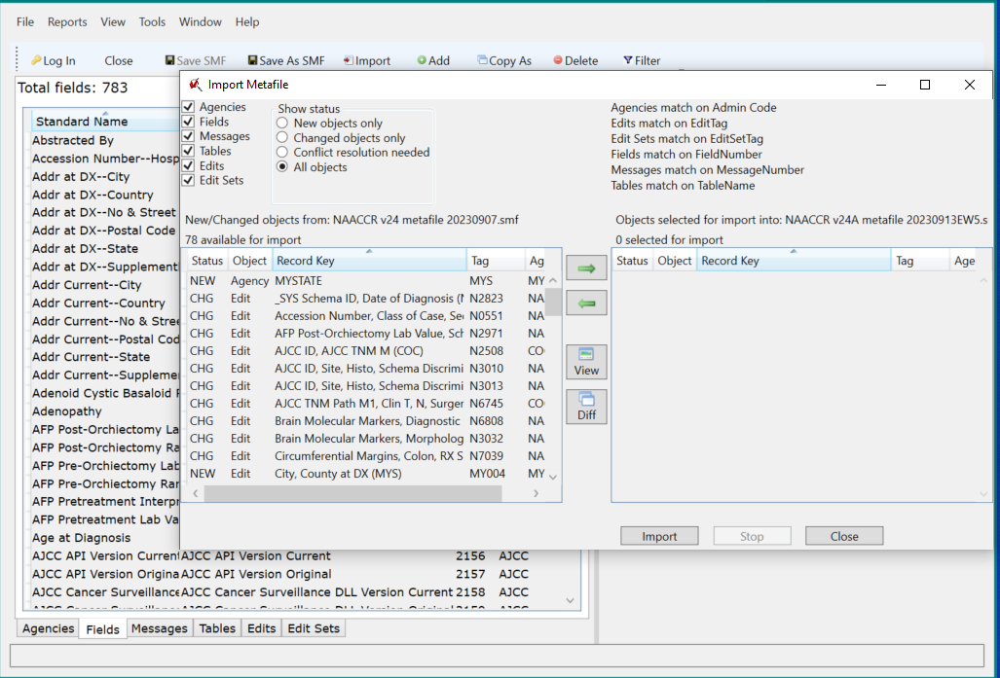 File Reports View Tools Window Help
Log In Close Save SMF Save As SMF Import Add Copy As Delete Filter
Total fields: 783
Standard Name
Abstracted By
Accession Number--Hosp
Addr at DX--City
Addr at DX--Country
Addr at DX--No & Street
Addr at DX--Postal Code
Addr at DX--State
Addr at DX--Supplement
Addr Current--City
Addr Current--Country
Addr Current--No & Stree
Addr Current--Postal Cod
Addr Current--State
Addr Current--Suppleme
Adenoid Cystic Basaloid
Adenopathy
AFP Post-Orchiectomy La
AFP Post-Orchiectomy Ra
AFP Pre-Orchiectomy Lab
AFP Pre-Orchiectomy Ran
AFP Pretreatment Interpr
AFP Pretreatment Lab Va
Age at Diagnosis
AJCC API Version Current AJCC API Version Current 2156 AJCC
AJCC API Version Origina AJCC API Version Original 2157 AJCC
AJCC Cancer Surveillance AJCC Cancer Surveillance DLL Version Current 2158 AJCC
Agencies Fields Messages Tables Edits Edit Sets
Import Metafile
Agencies
Fields
Messages
Tables
Edits
Edit Sets
Show status
New objects only
Changed objects only
Conflict resolution needed
All objects
Agencies match on Admin Code
Edits match on EditTag
Edit Sets match on EditSetTag
Fields match on FieldNumber
Messages match on MessageNumber
Tables match on TableName
New/Changed objects from: NAACCR v24 metafile 20230907.smf
78 available for import
Status Object Record Key Tag Ag
NEW Agency MYSTATE MYS MY
CHG Edit _SYS Schema ID, Date of Diagnosis (N N2823 NA
CHG Edit Accession Number, Class of Case, Sec N0551 NA
CHG Edit AFP Post-Orchiectomy Lab Value, Sch N2971 NA
CHG Edit AJCC ID, AJCC TNM M (COC) N2508 CO
CHG Edit AJCC ID, Site, Histo, Schema Discrimi N3010 NA
CHG Edit AJCC ID, Site, Histo, Schema Discrimi N3013 NA
CHG Edit AJCC TNM Path M1, Clin T, N, Surger N6745 CO
CHG Edit Brain Molecular Markers, Diagnostic N6808 NA
CHG Edit Brain Molecular Markers, Morpholog N3032 NA
CHG Edit Circumferential Margins, Colon, RX S N7039 NA
NEW Edit City, County at DX (MYS) MY004 MY
View
Diff
Objects selected for import into: NAACCR v24A metafile 20230913EW5.s
0 selected for import
Status Object Record Key Tag Age
Import Stop Close